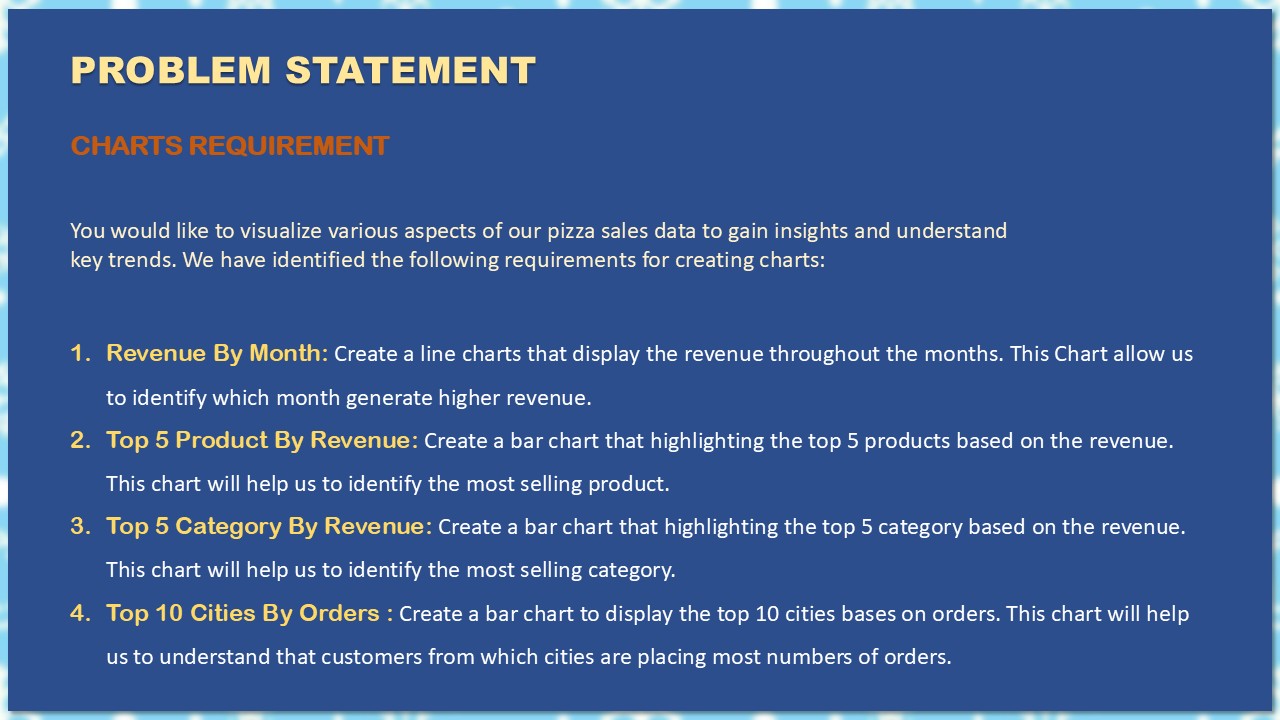 PROBLEM STATEMENT
CHARTS REQUIREMENT
You would like to visualize various aspects of our pizza sales data to gain insights and understand
key trends. We have identified the following requirements for creating charts:
1. Revenue By Month: Create a line charts that display the revenue throughout the months. This Chart allow us
to identify which month generate higher revenue.
2. Top 5 Product By Revenue: Create a bar chart that highlighting the top 5 products based on the revenue.
This chart will help us to identify the most selling product.
3. Top 5 Category By Revenue: Create a bar chart that highlighting the top 5 category based on the revenue.
This chart will help us to identify the most selling category.
4. Top 10 Cities By Orders : Create a bar chart to display the top 10 cities bases on orders. This chart will help
us to understand that customers from which cities are placing most numbers of orders.